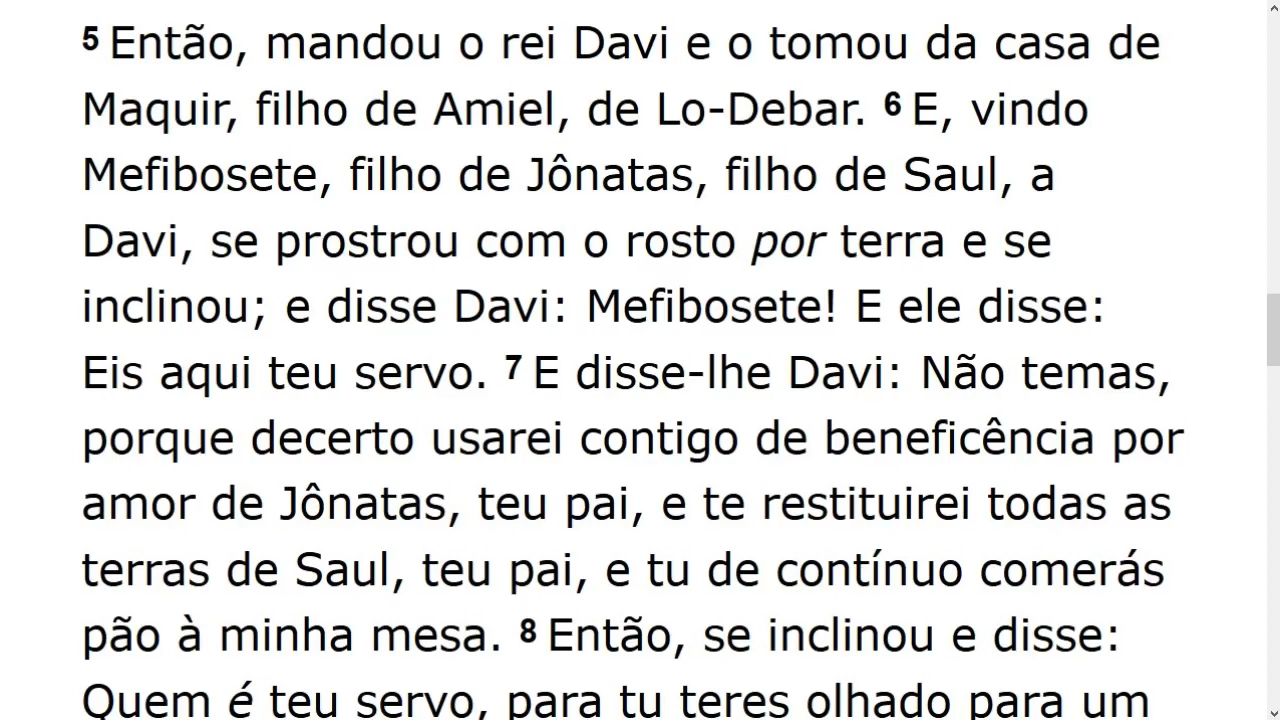 5 Então, mandou o rei Davi e o tomou da casa de
Maquir, filho de Amiel, de Lo-Debar. 6 E, vindo
Mefibosete, filho de Jônatas, filho de Saul, a
Davi, se prostrou com o rosto por terra e se
inclinou; e disse Davi: Mefibosete! E ele disse:
Eis aqui teu servo. 7 E disse-lhe Davi: Não temas,
porque decerto usarei contigo de beneficência por
amor de Jônatas, teu pai, e te restituirei todas as
terras de Saul, teu pai, e tu de contínuo comerás
pão à minha mesa. 8 Então, se inclinou e disse:
Quem é teu servo, para tu teres olhado para um